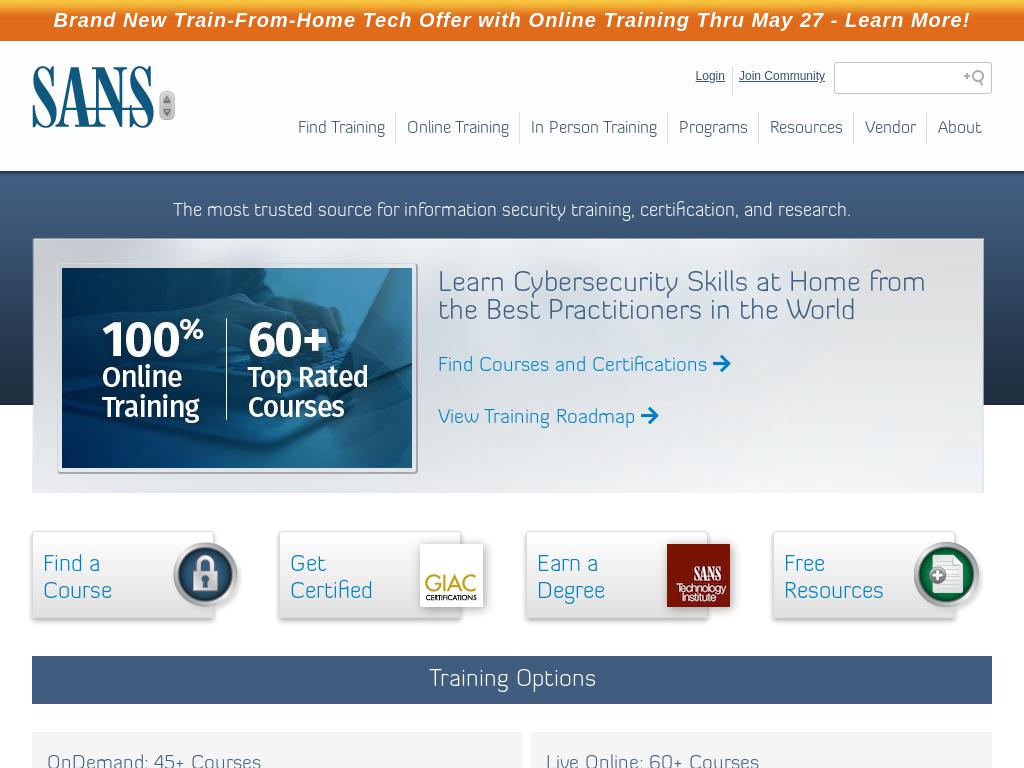 Brand New Train-From-Home Tech Offer with Online Training Thru May 27 - Learn More!
SANS
Login
Join Community
Find Training
Online Training
In Person Training
Programs
Resources
Vendor
About
The most trusted source for information security training, certification, and research.
100%
Online
Training
60+
Top Rated
Courses
Learn Cybersecurity Skills at Home from
the Best Practitioners in the World
Find Courses and Certifications
View Training Roadmap
Find a
Course
Get
Certified
GIAC
CERTIFICATIONS
Earn a
Degree
SANS
Technology
Institute
Free
Resources
Training Options
OnDemand: 45+ Courses
Live Online: 60+ Courses